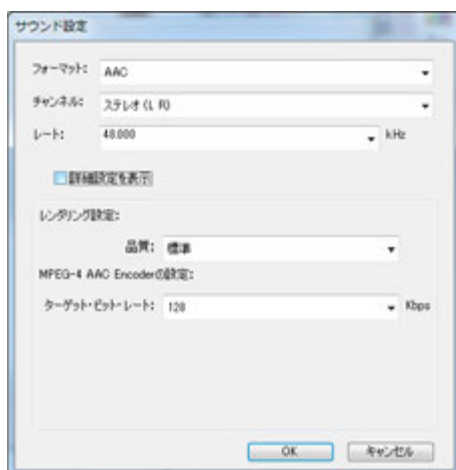 サウンド設定
フォーマット: AAC
チャンネル: ステレオ (L R)
レート: 48.000 kHz
詳細設定を表示
レンダリング設定:
品質: 標準
MPEG-4 AAC Encoderの設定:
ターゲット・ビット・レート: 128 Kbps
OK キャンセル